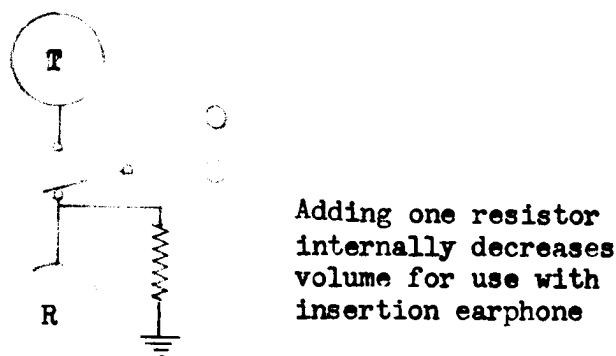 T
Adding one resistor
internally decreases
volume for use with
insertion earphone
R